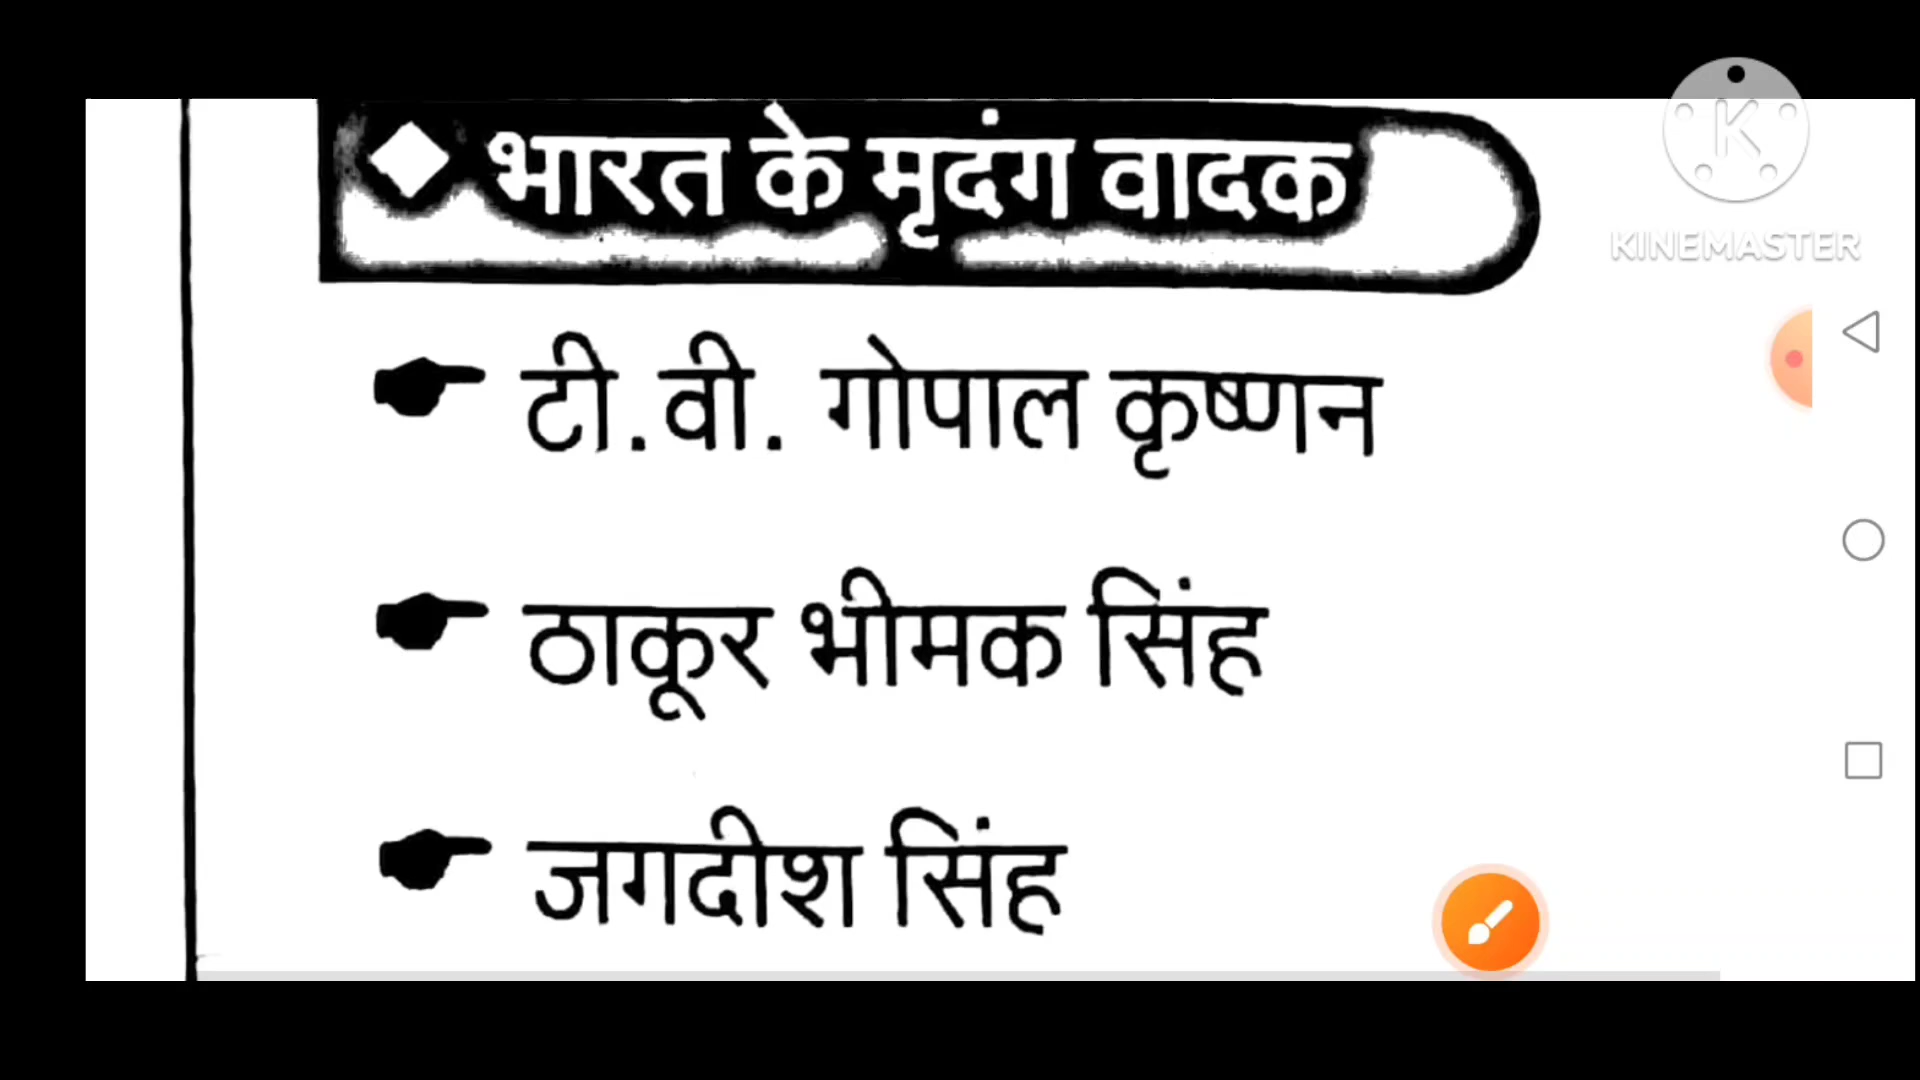 ◆ भारत के मृदंग वादक
KINEMASTER
टी.वी. गोपाल कृष्णन
ठाकूर भीमक सिंह
जगदीश सिंह